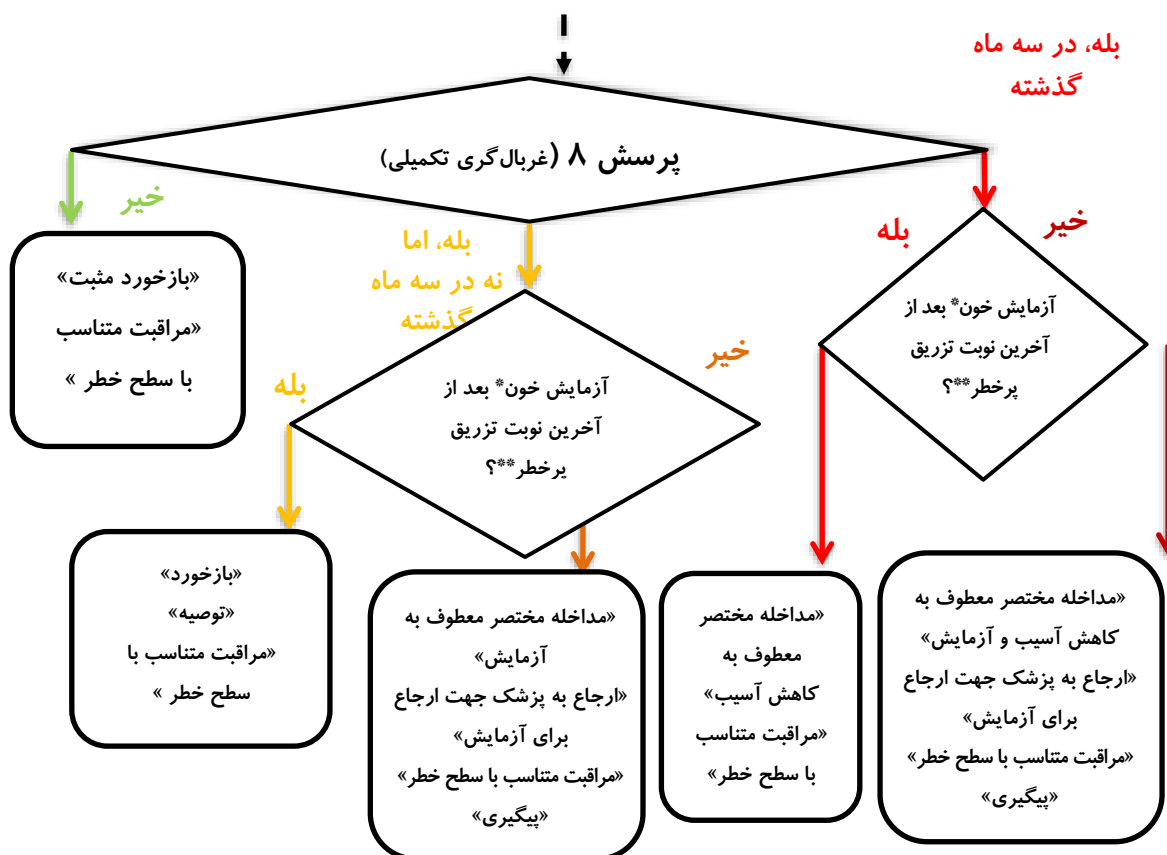 بله، در سه ماه
گذشته
پرسش ۸ (غربال‌گری تکمیلی)
خیر
بله، اما
نه در سه ماه
گذشته
بله
خیر
«بازخورد مثبت»
«مراقبت متناسب
با سطح خطر »
آزمایش خون* بعد از
آخرین نوبت تزریق
پرخطر**؟
آزمایش خون* بعد از
آخرین نوبت تزریق
پرخطر**؟
خیر
بله
«مداخله مختصر معطوف به
کاهش آسیب و آزمایش»
«ارجاع به پزشک جهت ارجاع
برای آزمایش»
«مراقبت متناسب با سطح خطر»
«پیگیری»
«مداخله مختصر
معطوف به
کاهش آسیب»
«مراقبت متناسب
با سطح خطر»
«مداخله مختصر معطوف به
آزمایش»
«ارجاع به پزشک جهت ارجاع
برای آزمایش»
«مراقبت متناسب با سطح خطر»
«پیگیری»
«بازخورد»
«توصیه»
«مراقبت متناسب با
سطح خطر »